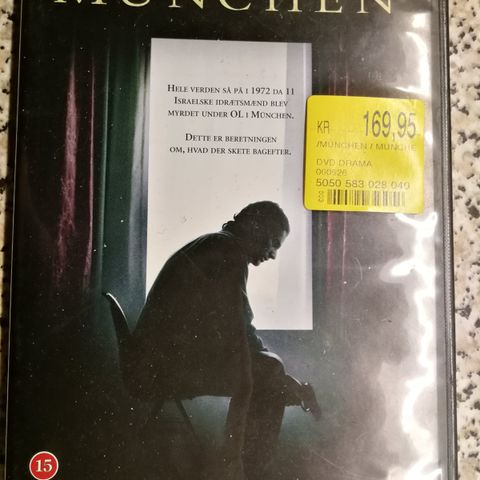 MÜNCHEN
HELE VERDEN SÅ PÅ I 1972 DA 11
ISRAELSKE IDRÆTSMÆND BLEV
MYRDET UNDER OL I MÜNCHEN.
DETTE ER BERETNINGEN
OM, HVAD DER SKETE BAGEFTER.
KR 169,95
/MÜNCHEN / MÜNCHE
DVD DRAMA
060626
5050 583 028 040
15